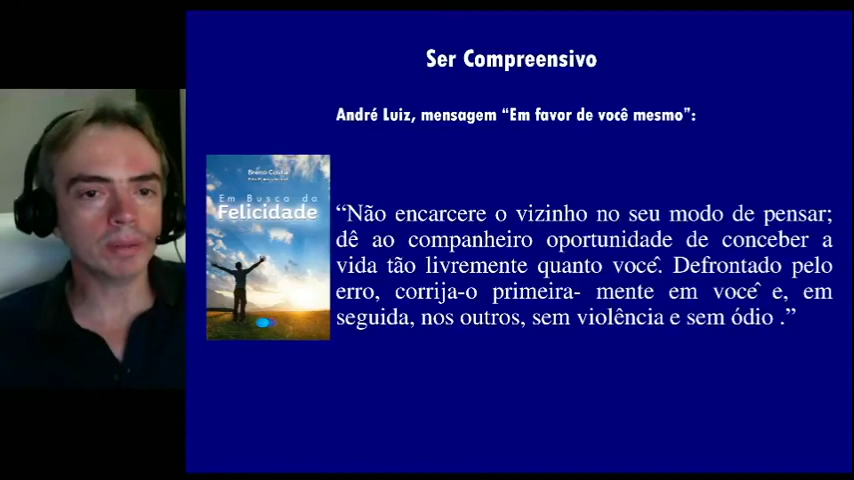 Ser Compreensivo
André Luiz, mensagem “Em favor de você mesmo”:
Breno Costa
Em Busca da
Felicidade
“Não encarcere o vizinho no seu modo de pensar;
dê ao companheiro oportunidade de conceber a
vida tão livremente quanto você. Defrontado pelo
erro, corrija-o primeira- mente em você e, em
seguida, nos outros, sem violência e sem ódio .”